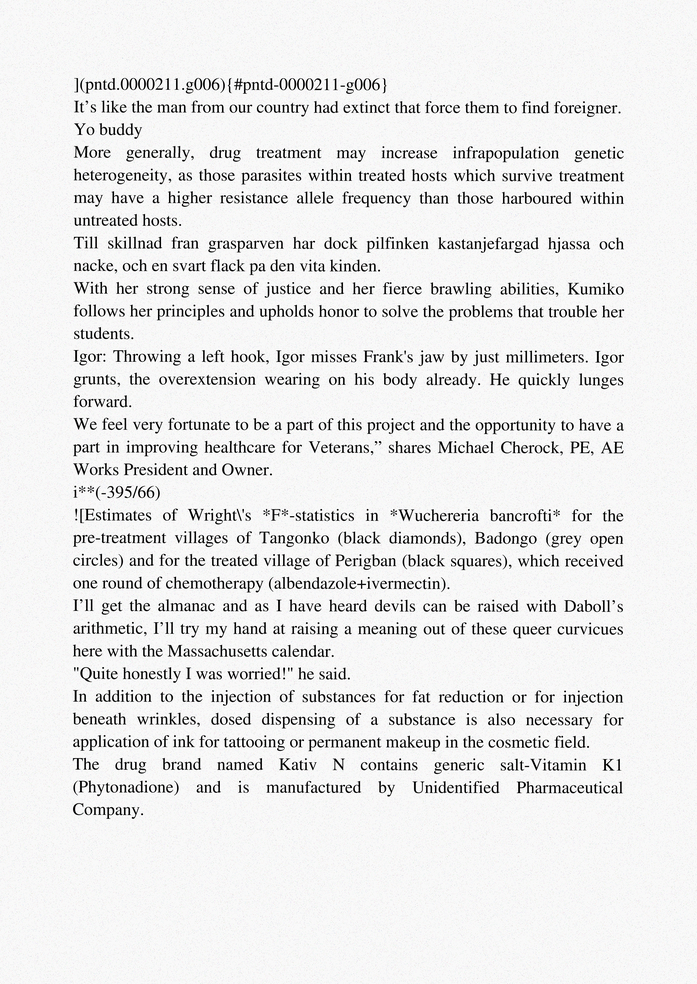 ](pntd.0000211.g006){#pntd-0000211-g006}
It’s like the man from our country had extinct that force them to find foreigner.
Yo buddy
More generally, drug treatment may increase infrapopulation genetic
heterogeneity, as those parasites within treated hosts which survive treatment
may have a higher resistance allele frequency than those harboured within
untreated hosts.
Till skillnad fran grasparven har dock pilfinken kastanjefargad hjassa och
nacke, och en svart flack pa den vita kinden.
With her strong sense of justice and her fierce brawling abilities, Kumiko
follows her principles and upholds honor to solve the problems that trouble her
students.
Igor: Throwing a left hook, Igor misses Frank's jaw by just millimeters. Igor
grunts, the overextension wearing on his body already. He quickly lunges
forward.
We feel very fortunate to be a part of this project and the opportunity to have a
part in improving healthcare for Veterans,” shares Michael Cherock, PE, AE
Works President and Owner.
i**(-395/66)
![Estimates of Wright\'s *F*-statistics in *Wuchereria bancrofti* for the
pre-treatment villages of Tangonko (black diamonds), Badongo (grey open
circles) and for the treated village of Perigban (black squares), which received
one round of chemotherapy (albendazole+ivermectin).
I’ll get the almanac and as I have heard devils can be raised with Daboll’s
arithmetic, I’ll try my hand at raising a meaning out of these queer curvicues
here with the Massachusetts calendar.
"Quite honestly I was worried!" he said.
In addition to the injection of substances for fat reduction or for injection
beneath wrinkles, dosed dispensing of a substance is also necessary for
application of ink for tattooing or permanent makeup in the cosmetic field.
The drug brand named Kativ N contains generic salt-Vitamin K1
(Phytonadione) and is manufactured by Unidentified Pharmaceutical
Company.